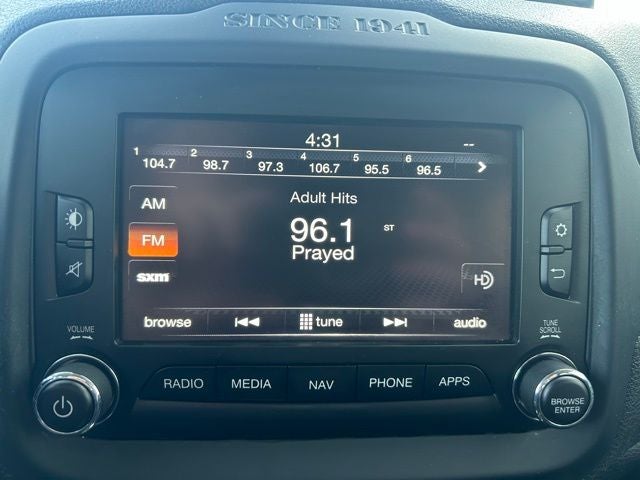 SINCE 1941
4:31 --
1 104.7 2 98.7 3 97.3 4 106.7 5 95.5 6 96.5
Adult Hits
AM
96.1 ST
FM
Prayed
sxm
HD
browse tune audio
VOLUME
TUNE
SCROLL
RADIO MEDIA NAV PHONE APPS
BROWSE
ENTER